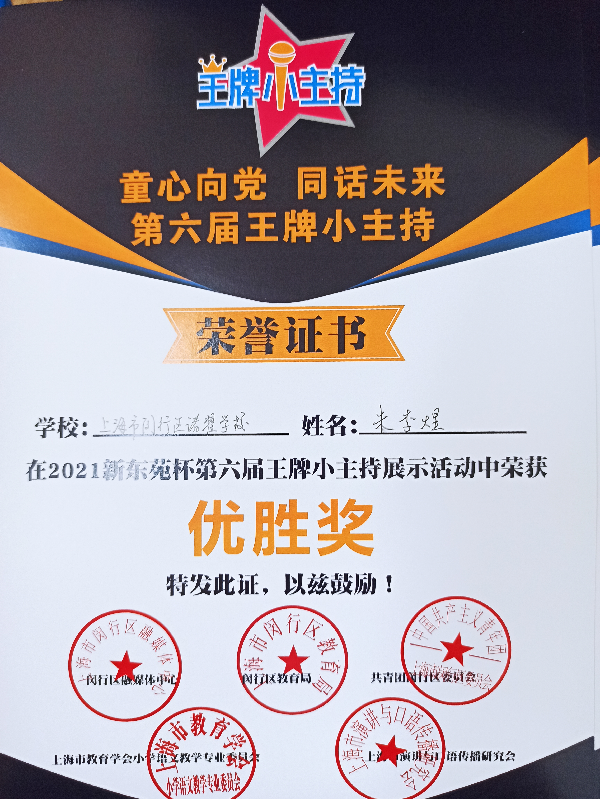 王牌小主持
童心向党 同话未来
第六届王牌小主持
荣誉证书
学校：上海市闵行区诺翟学校 姓名：朱李煜
在2021新东苑杯第六届王牌小主持展示活动中荣获
优胜奖
特发此证，以兹鼓励！
上海市闵行区融媒体中心
上海市闵行区教育局
中国共产主义青年团
闵行区融媒体中心 闵行区教育局 共青团闵行区委员会
上海市教育学会
小学语文教学专业委员会
上海市演讲与口语传播研究会
上海市教育学会小学语文教学专业委员会 上海市演讲与口语传播研究会